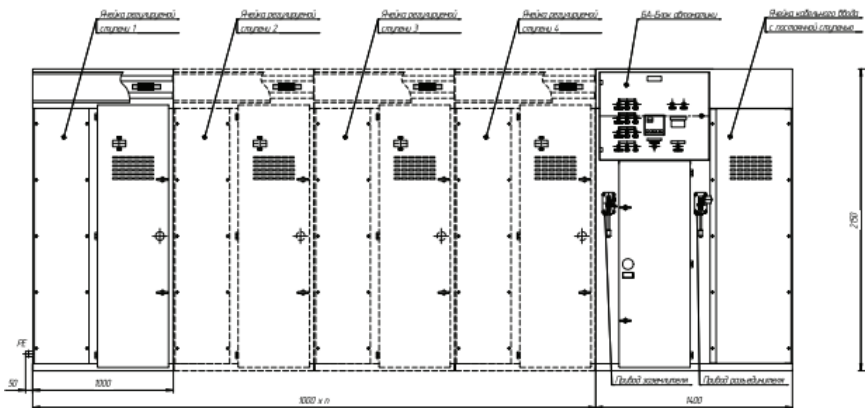 Ячейка регулируемой
ступени 1
Ячейка регулируемой
ступени 2
Ячейка регулируемой
ступени 3
Ячейка регулируемой
ступени 4
БА-Блок автоматики
Ячейка кабельного ввода
с постоянной ступенью
2150
PE
50
1000
Привод заземлителя
Привод разъединителя
1000 x n
1400